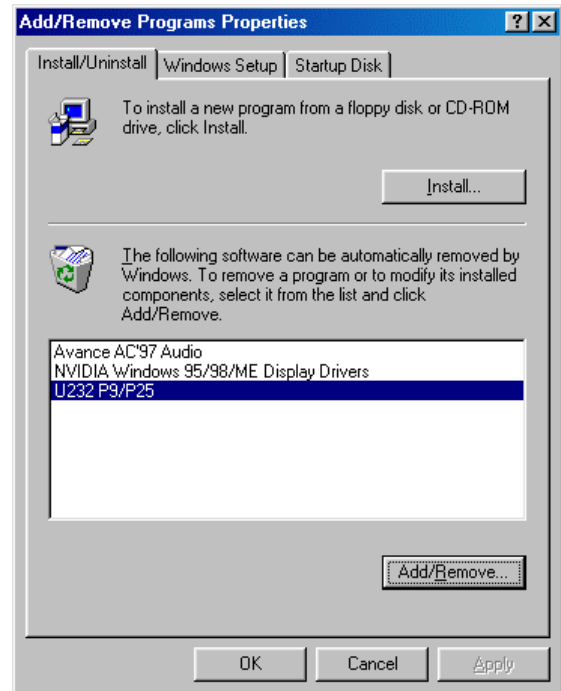 Add/Remove Programs Properties
Install/Uninstall
Windows Setup
Startup Disk
To install a new program from a floppy disk or CD-ROM
drive, click Install.
Install...
The following software can be automatically removed by
Windows. To remove a program or to modify its installed
components, select it from the list and click
Add/Remove.
Avance AC'97 Audio
NVIDIA Windows 95/98/ME Display Drivers
U232 P9/P25
Add/Remove...
OK
Cancel
Apply